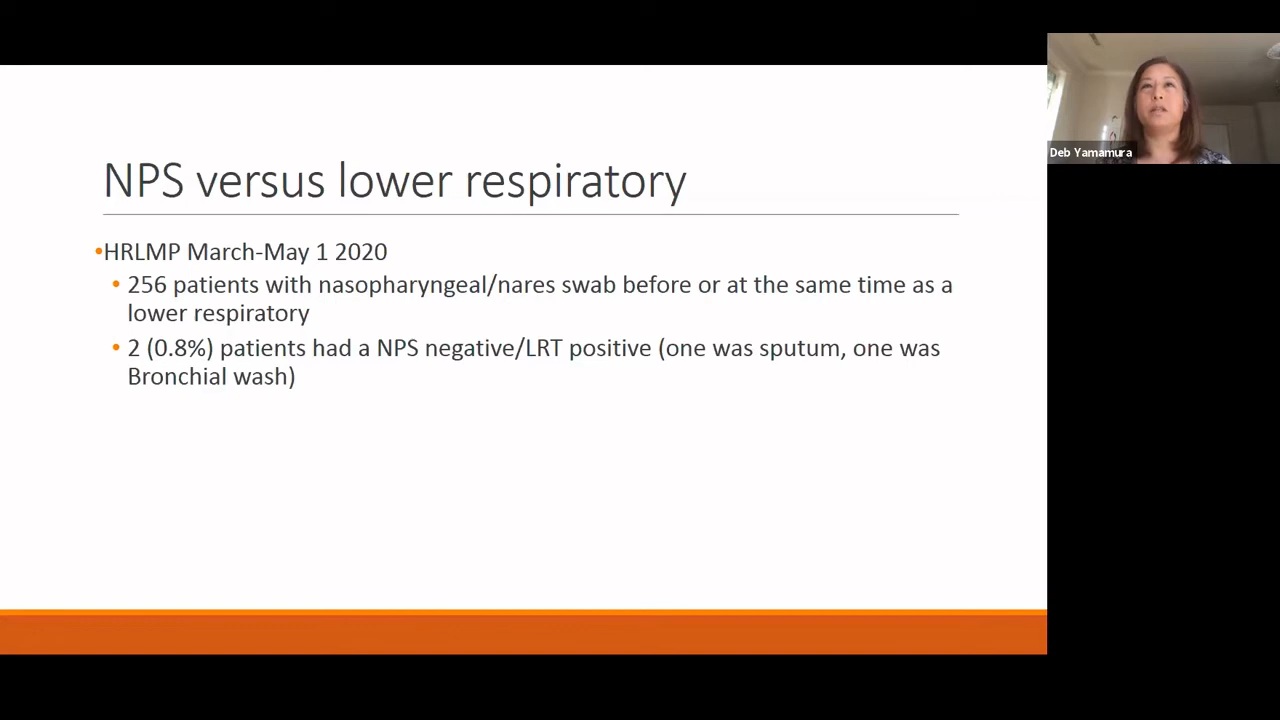 NPS versus lower respiratory
•HRLMP March-May 1 2020
• 256 patients with nasopharyngeal/nares swab before or at the same time as a
lower respiratory
• 2 (0.8%) patients had a NPS negative/LRT positive (one was sputum, one was
Bronchial wash)
Deb Yamamura